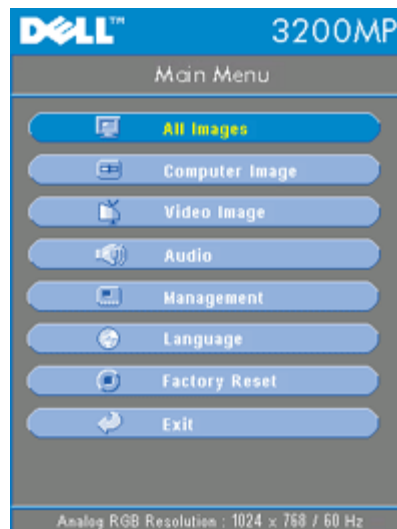 DELL™ 3200MP
Main Menu
All Images
Computer Image
Video Image
Audio
Management
Language
Factory Reset
Exit
Analog RGB Resolution : 1024 x 768 / 60 Hz